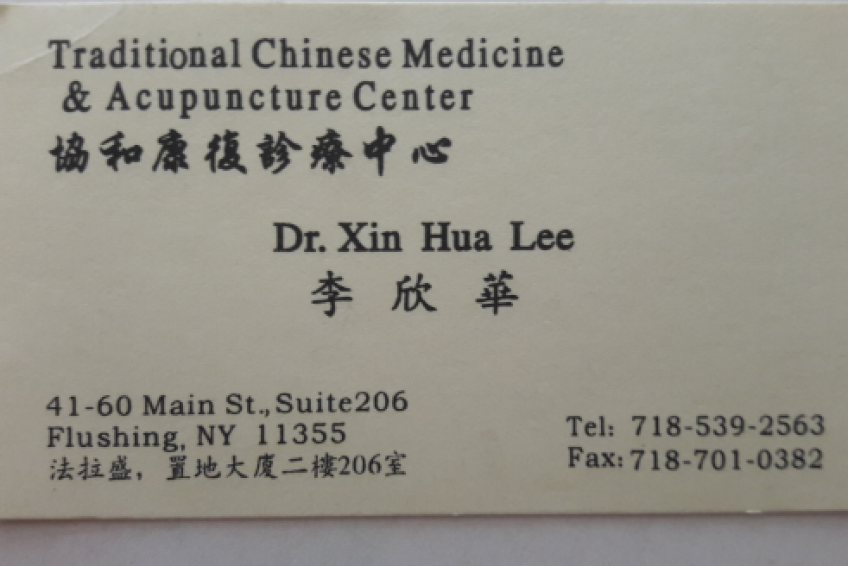 Traditional Chinese Medicine
& Acupuncture Center
協和康復診療中心
Dr. Xin Hua Lee
李欣華
41-60 Main St., Suite206
Flushing, NY 11355
法拉盛，置地大廈二樓206室
Tel: 718-539-2563
Fax: 718-701-0382